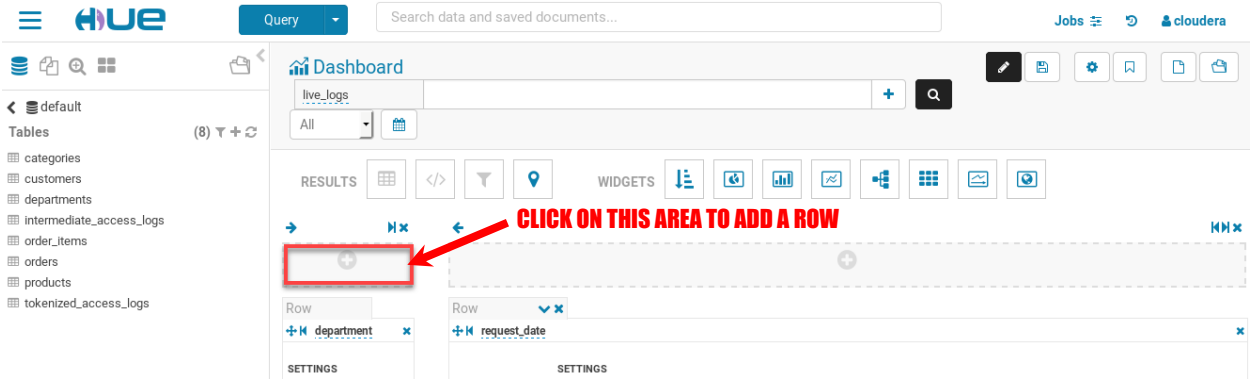 HUE
Query
Search data and saved documents...
Jobs
cloudera
Dashboard
live_logs
All
default
Tables
(8)
categories
customers
departments
intermediate_access_logs
order_items
orders
products
tokenized_access_logs
RESULTS
WIDGETS
CLICK ON THIS AREA TO ADD A ROW
Row
department
SETTINGS
Row
request_date
SETTINGS